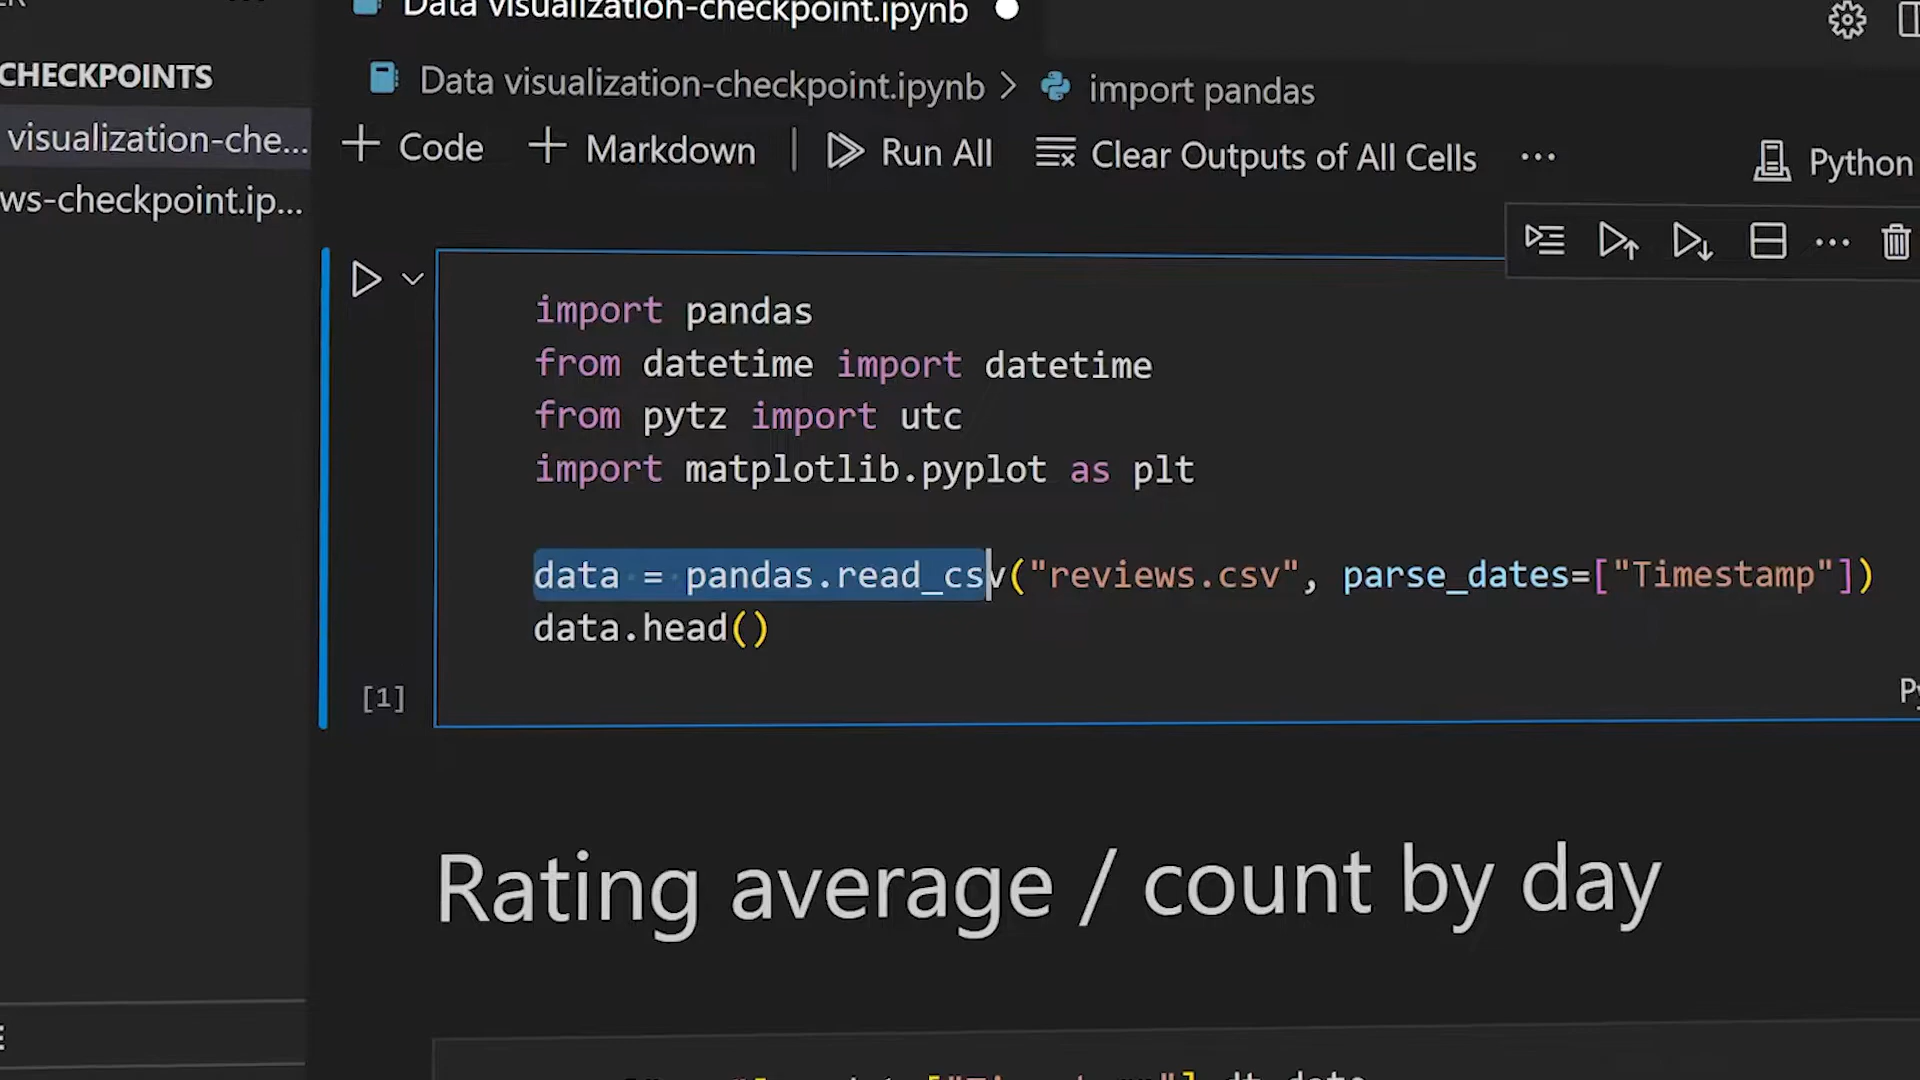 Data visualization-checkpoint.ipynb
CHECKPOINTS
Data visualization-checkpoint.ipynb > import pandas
visualization-che...
+ Code + Markdown | Run All Clear Outputs of All Cells ... Python
ws-checkpoint.ip...
import pandas
from datetime import datetime
from pytz import utc
import matplotlib.pyplot as plt
data = pandas.read_csv("reviews.csv", parse_dates=["Timestamp"])
data.head()
[1]
Rating average / count by day